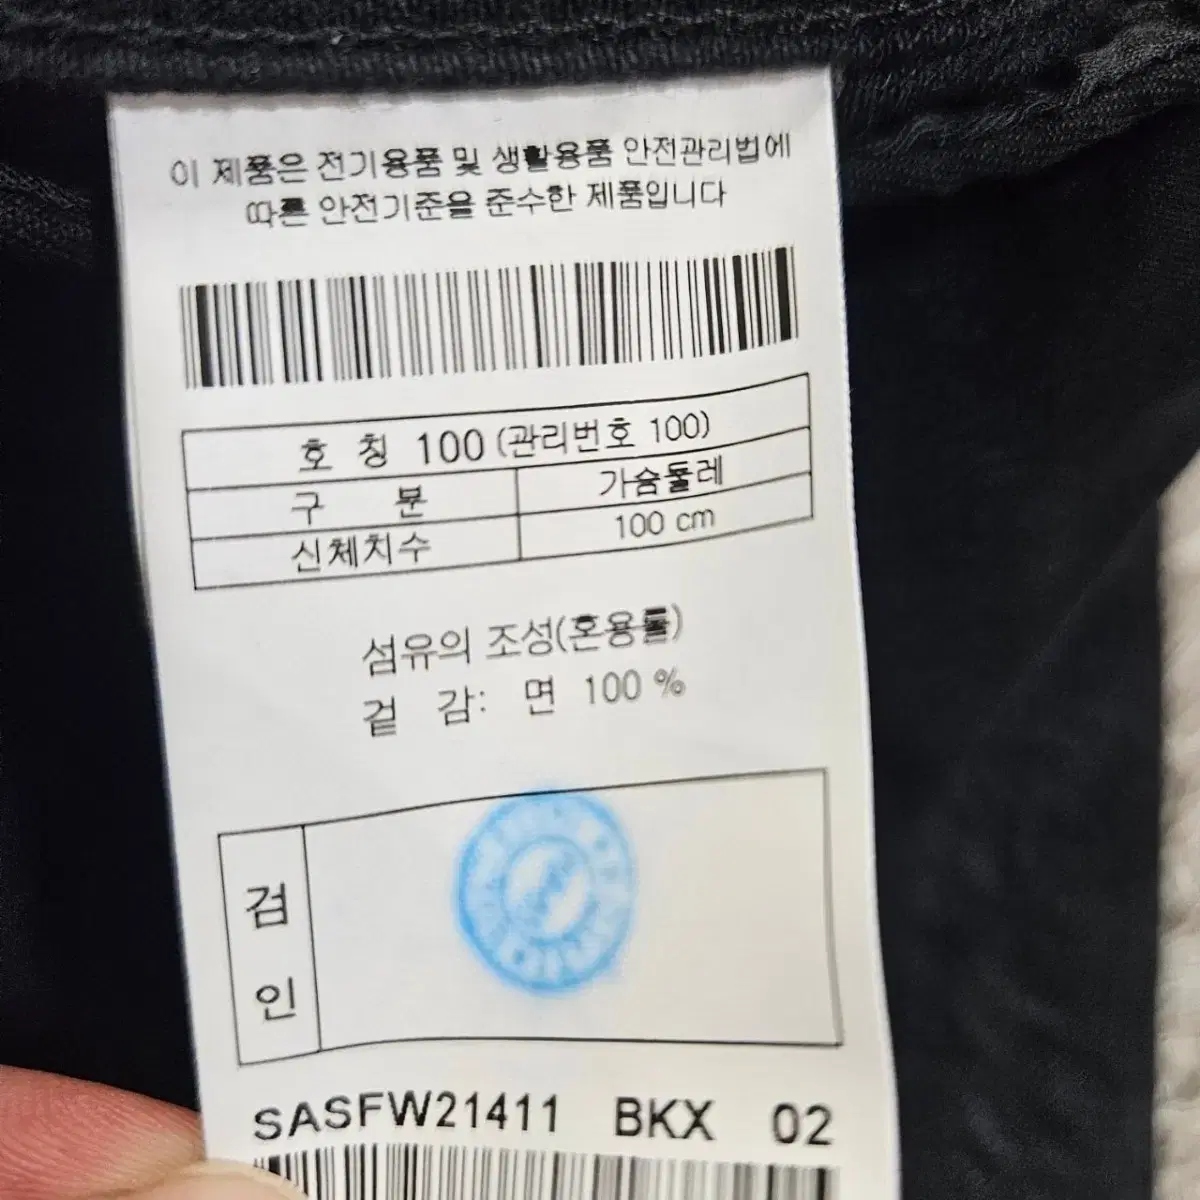 이 제품은 전기용품 및 생활용품 안전관리법에
따른 안전기준을 준수한 제품입니다
호 칭 100 (관리번호 100)
구 분 가슴둘레
신체치수 100 cm
섬유의 조성(혼용률)
겉 감: 면 100 %
검
인
SASFW21411 BKX 02